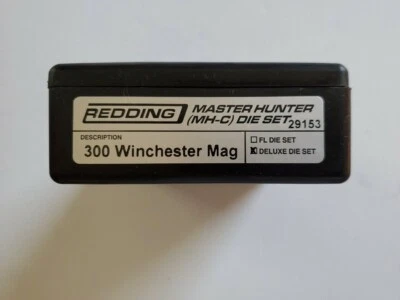 REDDING MASTER HUNTER
(MH-C) DIE SET 29153
DESCRIPTION
300 Winchester Mag
FL DIE SET
DELUXE DIE SET